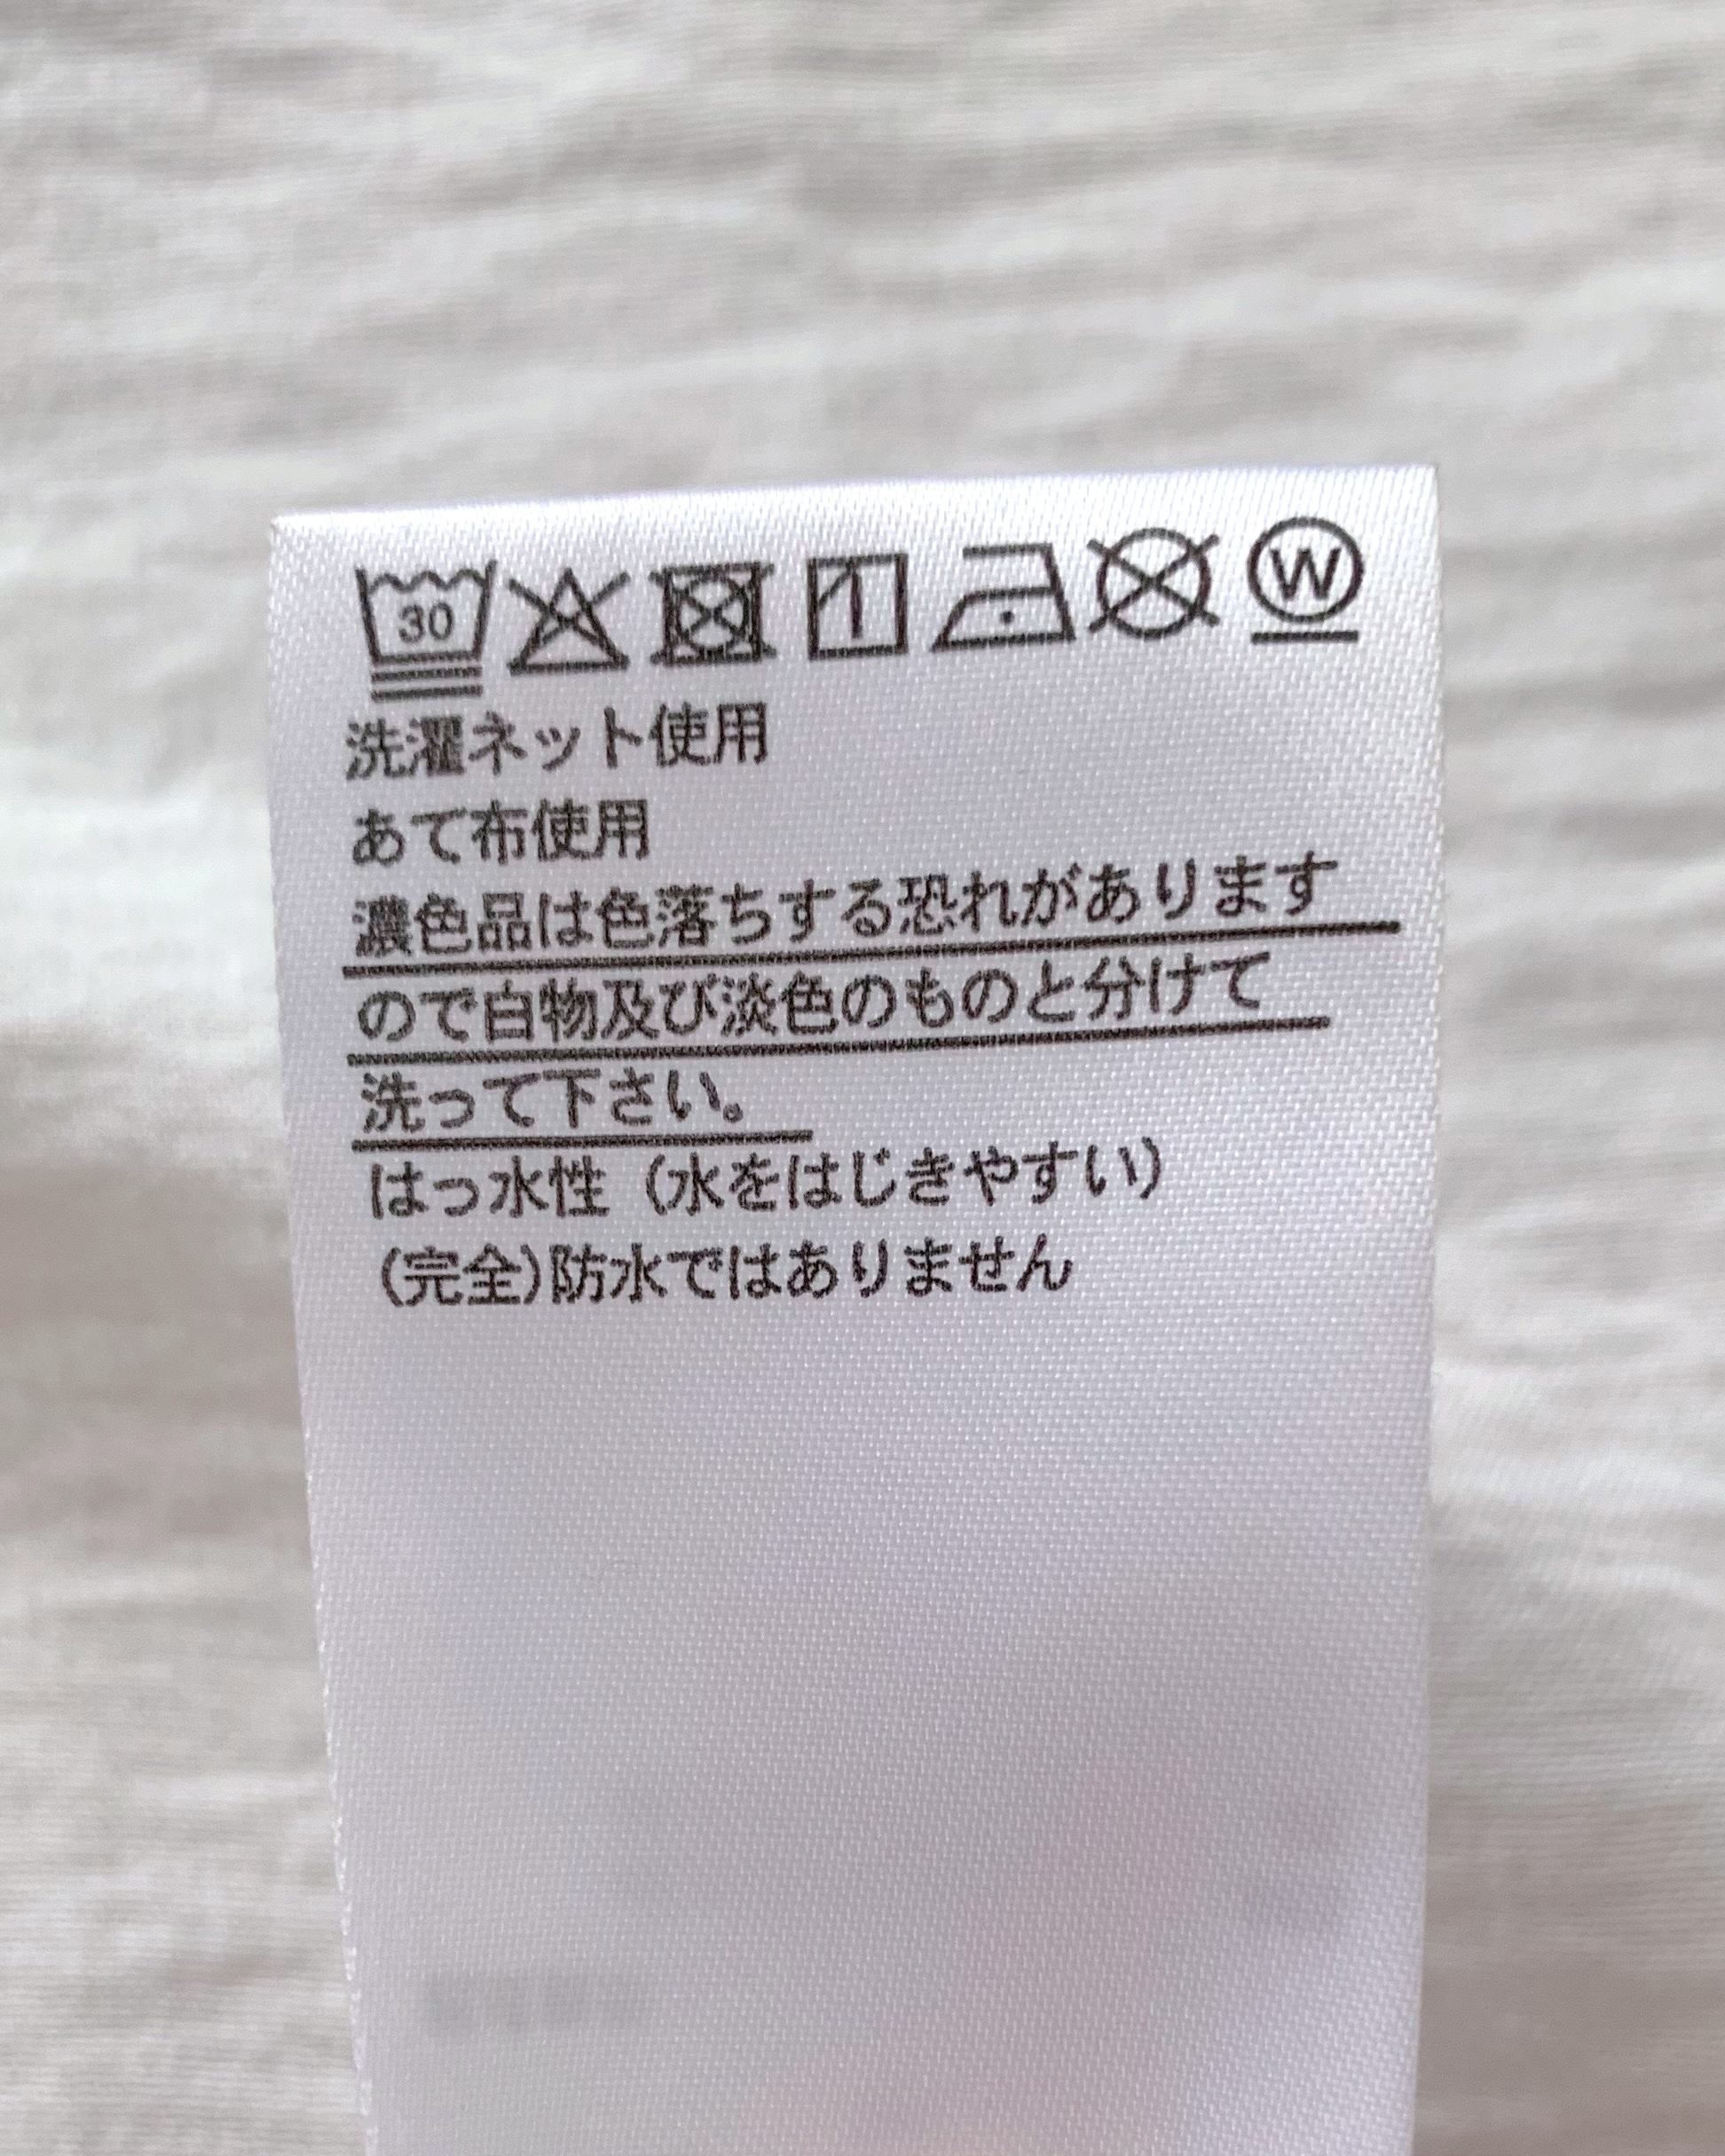 30 W
洗濯ネット使用
あて布使用
濃色品は色落ちする恐れがあります
ので白物及び淡色のものと分けて
洗って下さい。
はっ水性（水をはじきやすい）
（完全）防水ではありません